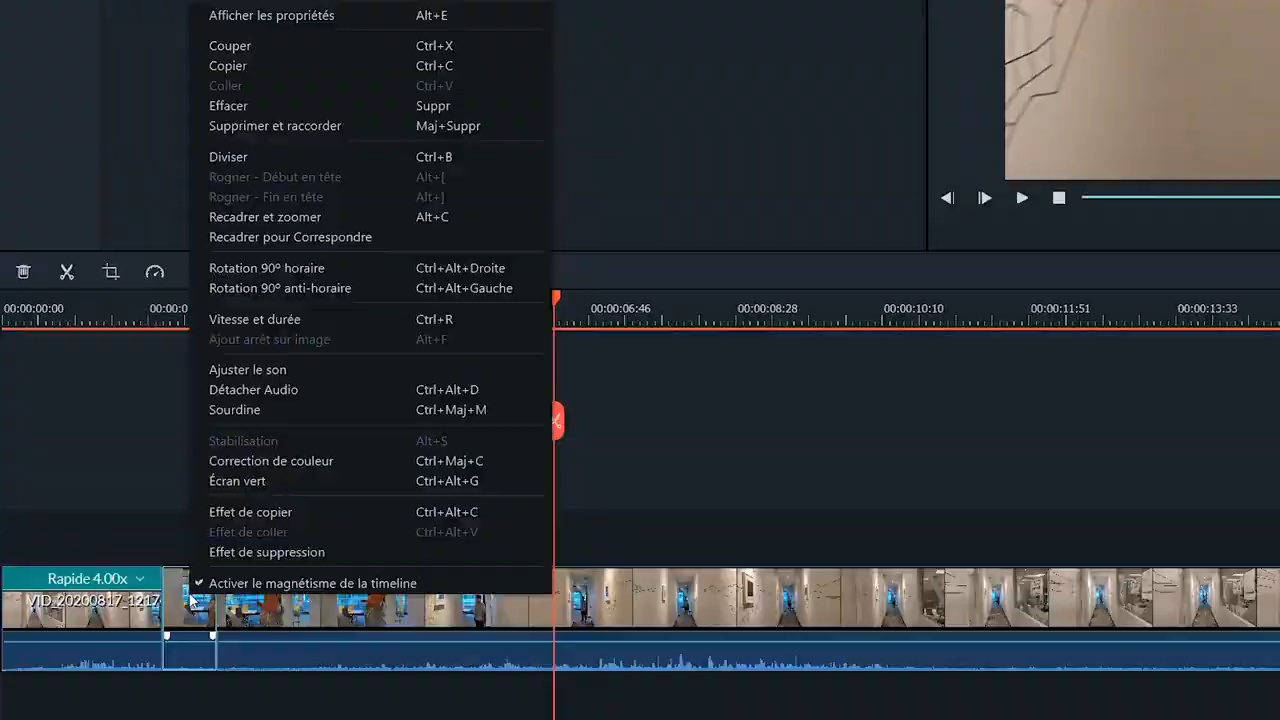 Afficher les propriétés Alt+E
Couper Ctrl+X
Copier Ctrl+C
Coller Ctrl+V
Effacer Suppr
Supprimer et raccorder Maj+Suppr
Diviser Ctrl+B
Rogner - Début en tête Alt+[
Rogner - Fin en tête Alt+]
Recadrer et zoomer Alt+C
Recadrer pour Correspondre
Rotation 90º horaire Ctrl+Alt+Droite
Rotation 90º anti-horaire Ctrl+Alt+Gauche
00:00:00:00 00:00:0 00:00:06:46 00:00:08:28 00:00:10:10 00:00:11:51 00:00:13:33
Vitesse et durée Ctrl+R
Ajout arrêt sur image Alt+F
Ajuster le son
Détacher Audio Ctrl+Alt+D
Sourdine Ctrl+Maj+M
Stabilisation Alt+S
Correction de couleur Ctrl+Maj+C
Écran vert Ctrl+Alt+G
Effet de copier Ctrl+Alt+C
Effet de coller Ctrl+Alt+V
Effet de suppression
Activer le magnétisme de la timeline
Rapide 4.00x
VID_20200817_1217